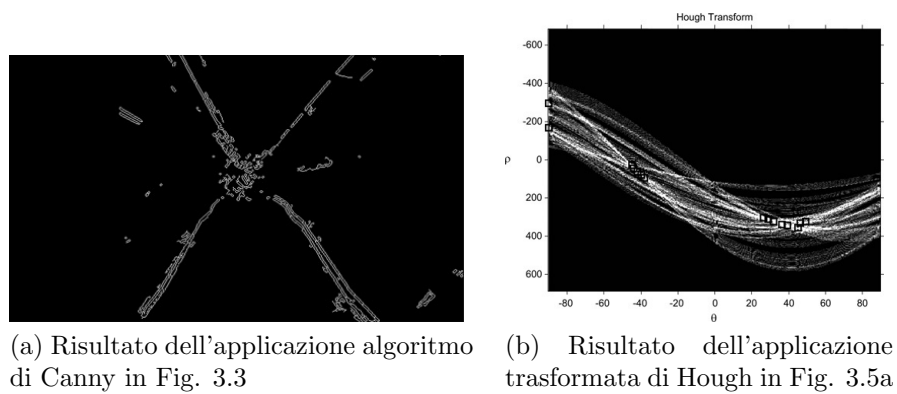 Hough Transform
-600
-400
-200
0
200
400
600
ρ
-80 -60 -40 -20 0 20 40 60 80
θ
(a) Risultato dell'applicazione algoritmo
di Canny in Fig. 3.3
(b) Risultato dell'applicazione
trasformata di Hough in Fig. 3.5a